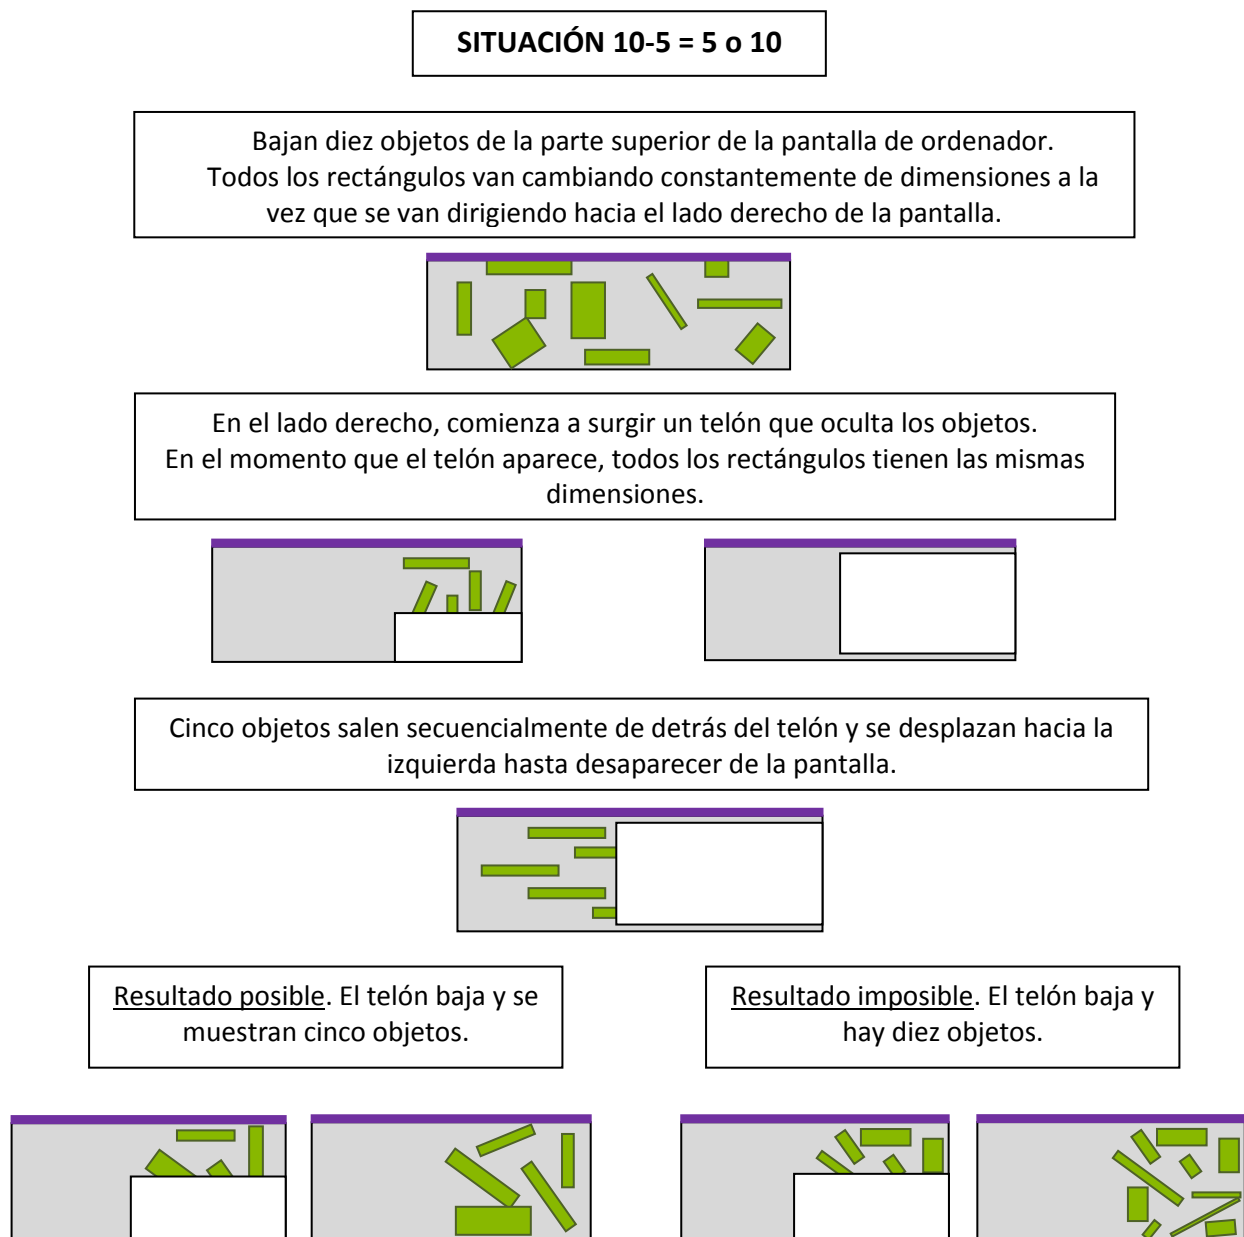 SITUACIÓN 10-5 = 5 o 10
Bajan diez objetos de la parte superior de la pantalla de ordenador.
Todos los rectángulos van cambiando constantemente de dimensiones a la
vez que se van dirigiendo hacia el lado derecho de la pantalla.
En el lado derecho, comienza a surgir un telón que oculta los objetos.
En el momento que el telón aparece, todos los rectángulos tienen las mismas
dimensiones.
Cinco objetos salen secuencialmente de detrás del telón y se desplazan hacia la
izquierda hasta desaparecer de la pantalla.
Resultado posible. El telón baja y se
muestran cinco objetos.
Resultado imposible. El telón baja y
hay diez objetos.